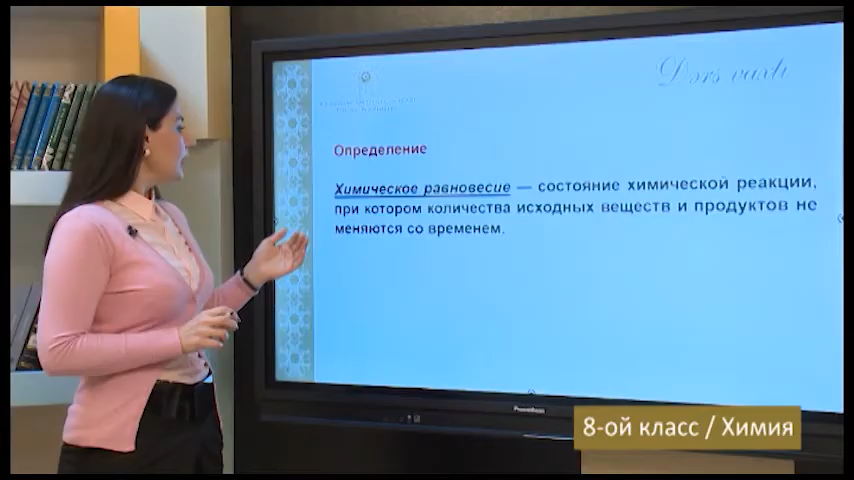 Dərs vaxtı
Определение
Химическое равновесие — состояние химической реакции,
при котором количества исходных веществ и продуктов не
меняются со временем.
Promethean
8-ой класс / Химия